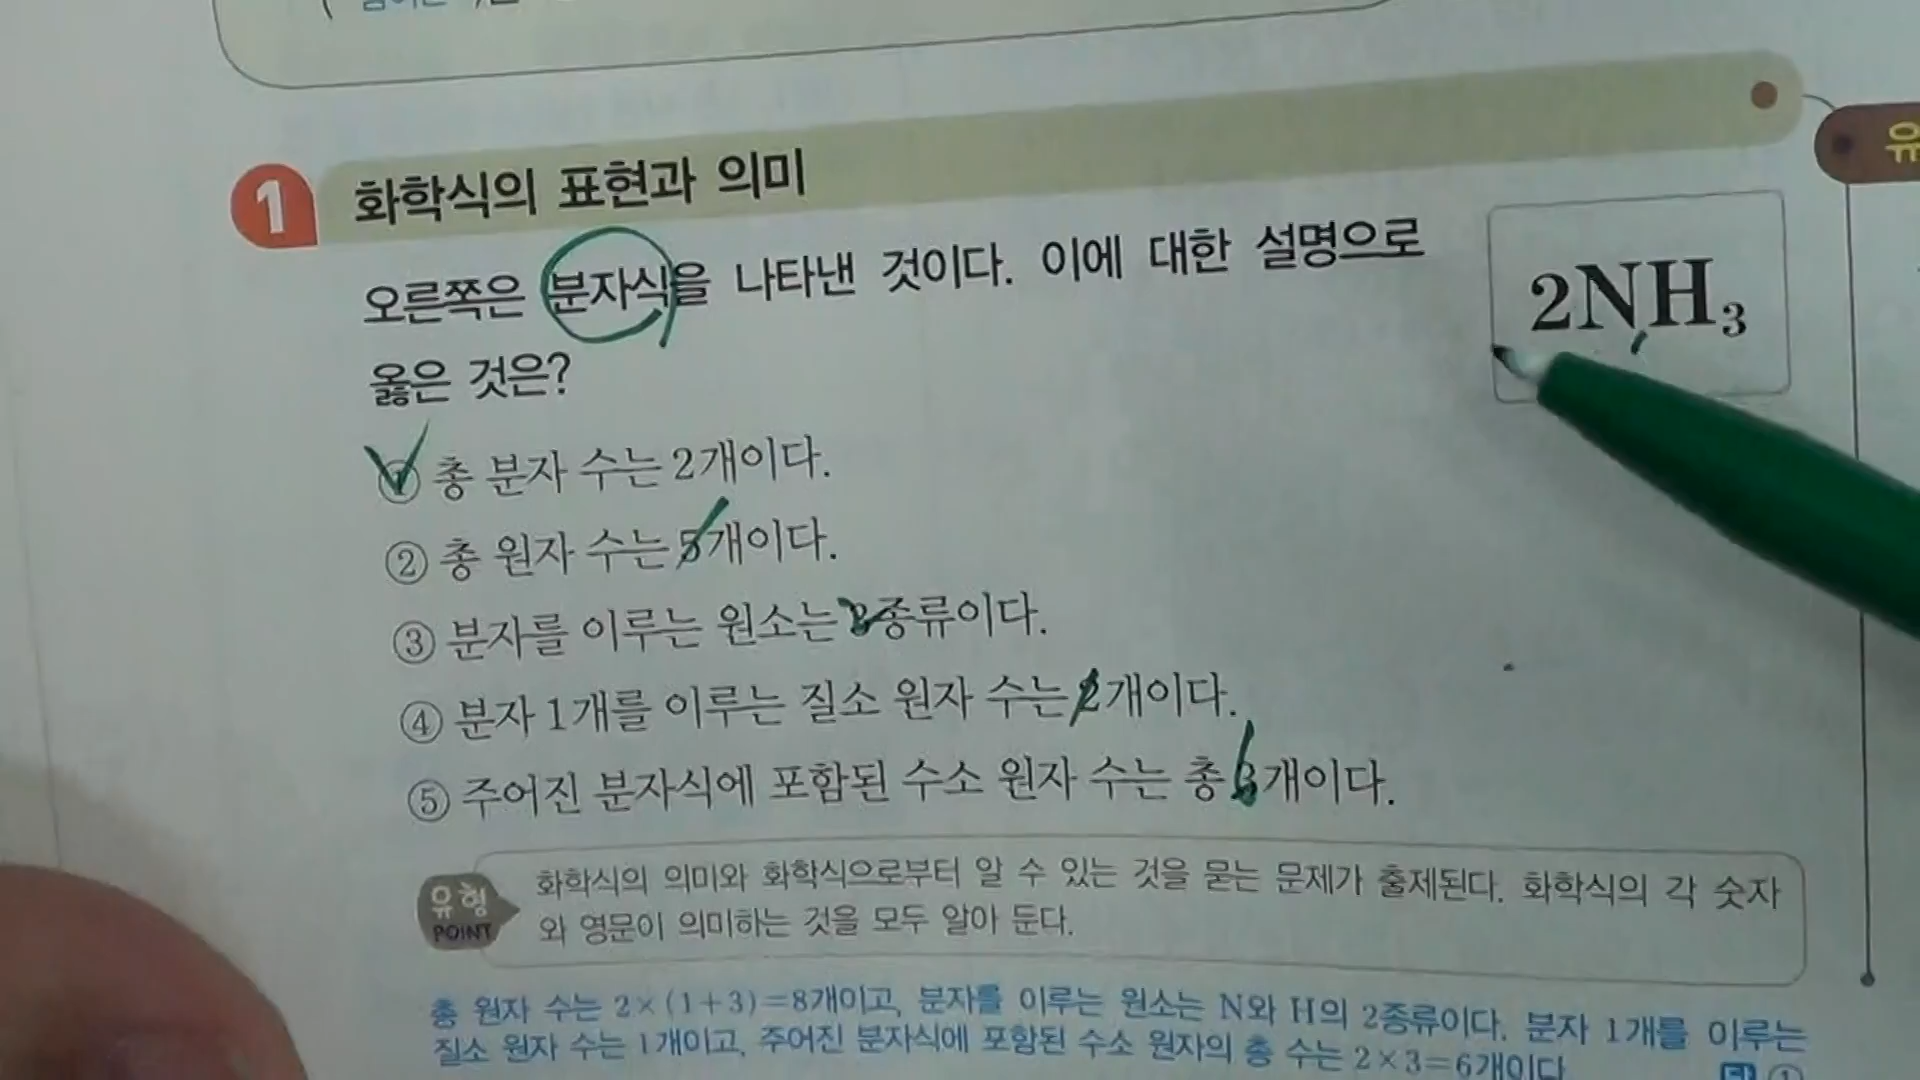 1 화학식의 표현과 의미
오른쪽은 분자식을 나타낸 것이다. 이에 대한 설명으로
옳은 것은?
2NH₃
① 총 분자 수는 2개이다.
② 총 원자 수는 5개이다.
③ 분자를 이루는 원소는 3종류이다.
④ 분자 1개를 이루는 질소 원자 수는 2개이다.
⑤ 주어진 분자식에 포함된 수소 원자 수는 총 3개이다.
유형 POINT
화학식의 의미와 화학식으로부터 알 수 있는 것을 묻는 문제가 출제된다. 화학식의 각 숫자
와 영문이 의미하는 것을 모두 알아 둔다.
총 원자 수는 2×(1+3)=8개이고, 분자를 이루는 원소는 N와 H의 2종류이다. 분자 1개를 이루는
질소 원자 수는 1개이고, 주어진 분자식에 포함된 수소 원자의 총 수는 2×3=6개이다.
답 ①
유